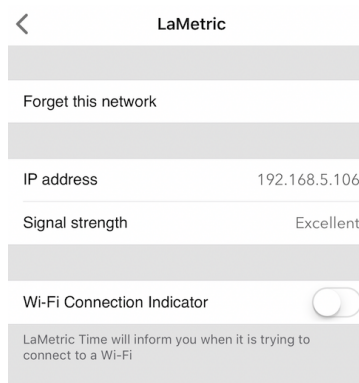 LaMetric
Forget this network
IP address 192.168.5.106
Signal strength Excellent
Wi-Fi Connection Indicator
LaMetric Time will inform you when it is trying to
connect to a Wi-Fi